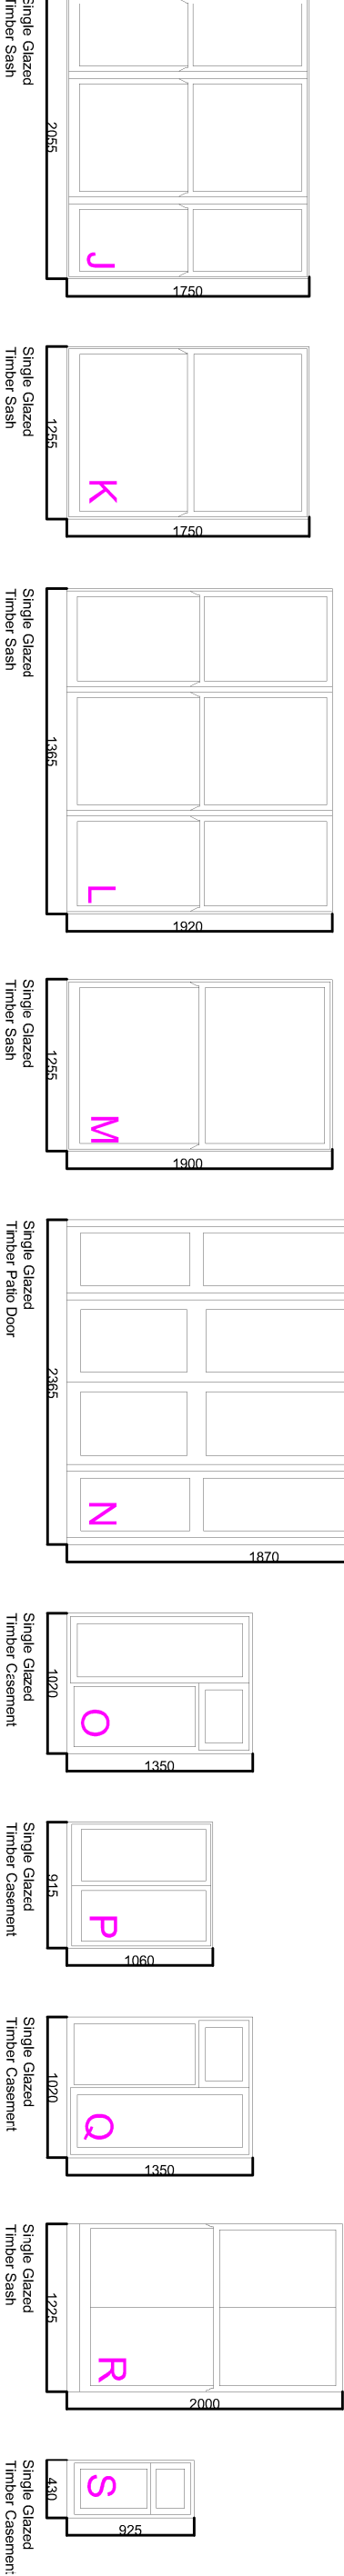 J
1750
2055
Single Glazed
Timber Sash
K
1750
1255
Single Glazed
Timber Sash
L
1920
1365
Single Glazed
Timber Sash
M
1900
1255
Single Glazed
Timber Sash
N
1870
2365
Single Glazed
Timber Patio Door
O
1350
1020
Single Glazed
Timber Casement
P
1060
915
Single Glazed
Timber Casement
Q
1350
1020
Single Glazed
Timber Casement
R
2000
1225
Single Glazed
Timber Sash
S
925
430
Single Glazed
Timber Casement